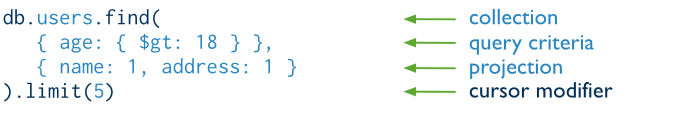 db.users.find( collection
{ age: { $gt: 18 } }, query criteria
{ name: 1, address: 1 } projection
).limit(5) cursor modifier